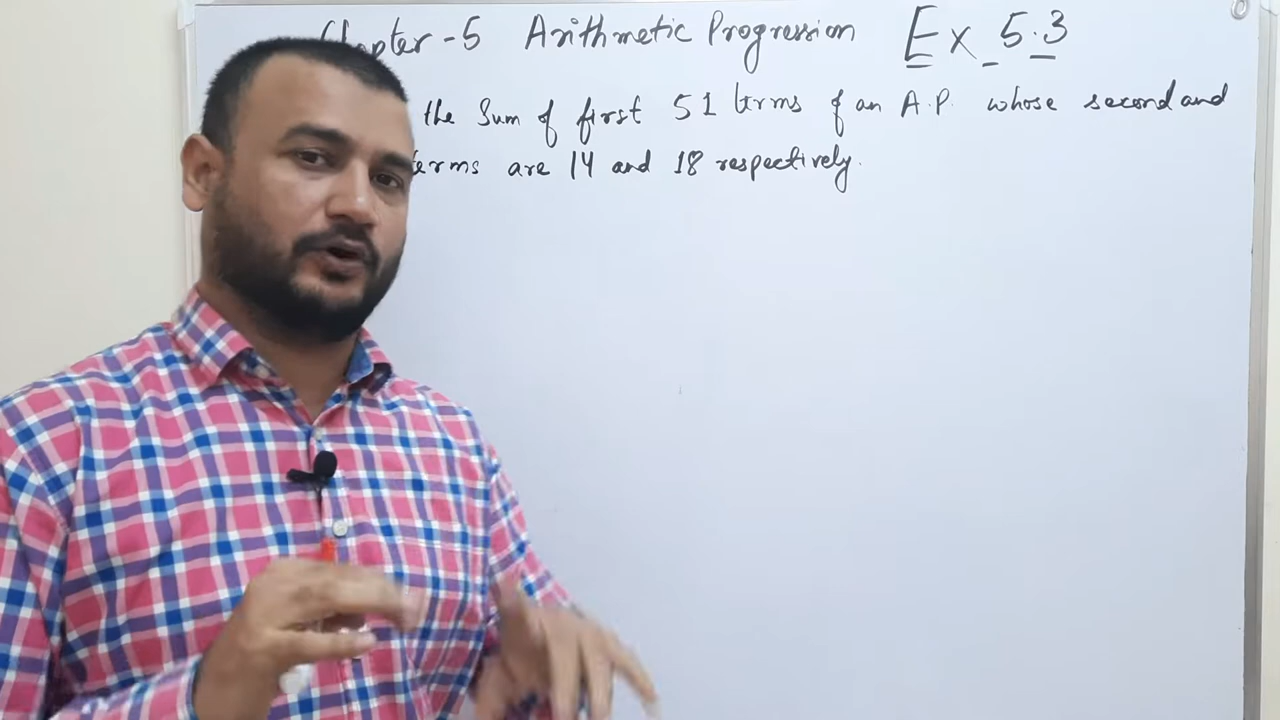 Chapter -5 Arithmetic Progression Ex 5.3
the Sum of first 51 terms of an A.P. whose second and
terms are 14 and 18 respectively.